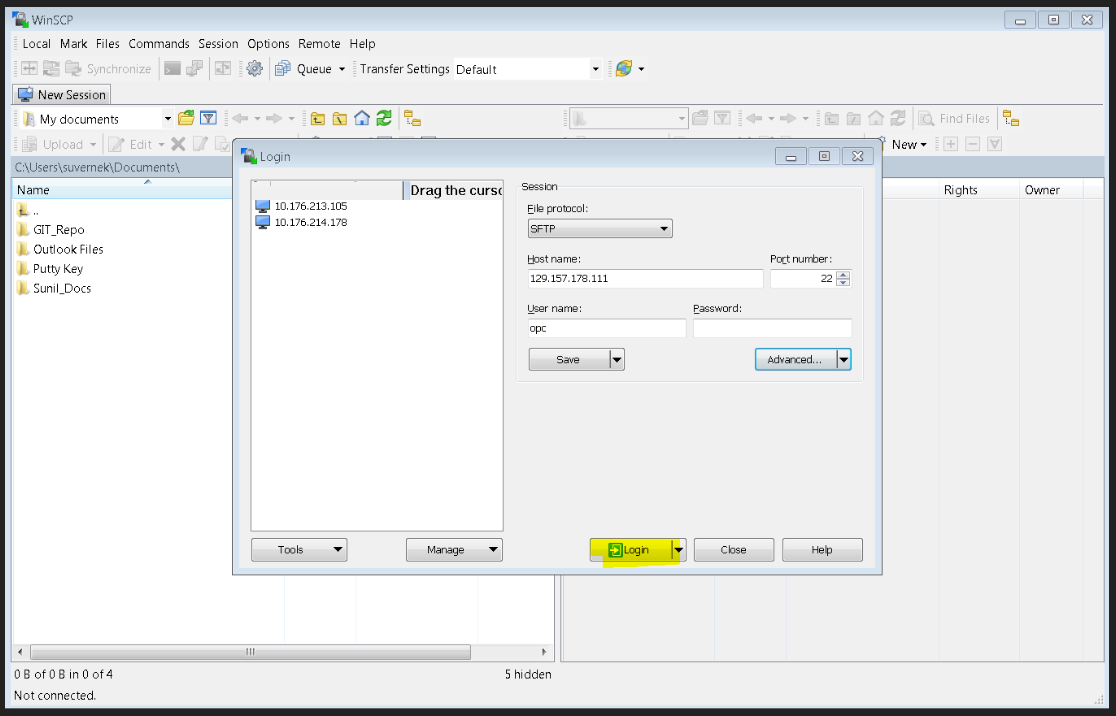 WinSCP
Local Mark Files Commands Session Options Remote Help
Synchronize Queue Transfer Settings Default
New Session
My documents Find Files
Upload Edit New
C:\Users\suvernek\Documents\
Name Rights Owner
..
GIT_Repo
Outlook Files
Putty Key
Sunil_Docs
Login
Drag the curso
10.176.213.105
10.176.214.178
Session
File protocol:
SFTP
Host name: Port number:
129.157.178.111 22
User name: Password:
opc
Save Advanced...
Tools Manage Login Close Help
0 B of 0 B in 0 of 4 5 hidden
Not connected.